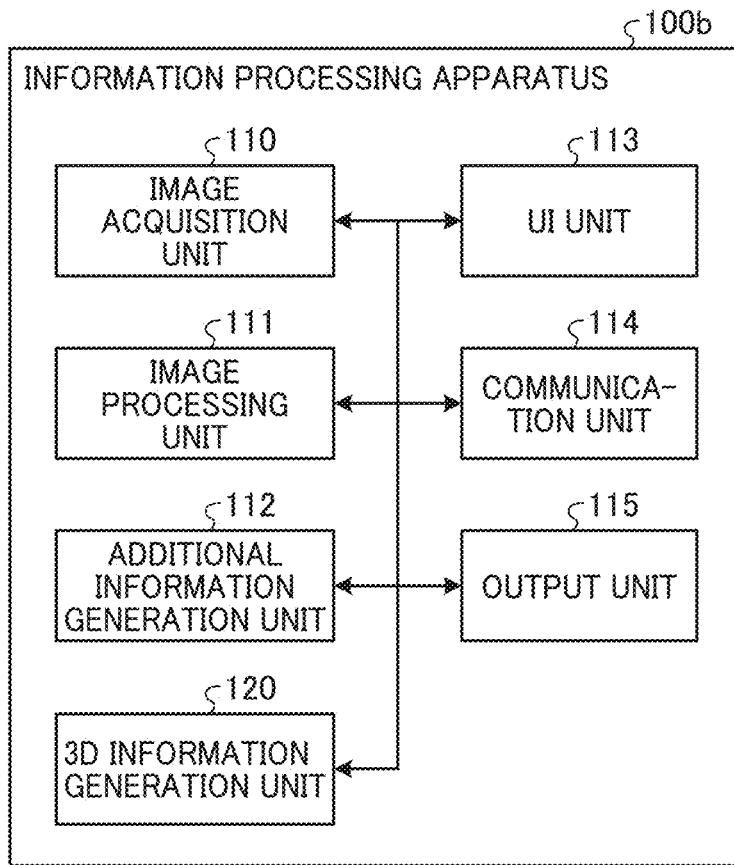 100b
INFORMATION PROCESSING APPARATUS
110
IMAGE
ACQUISITION
UNIT
113
UI UNIT
111
IMAGE
PROCESSING
UNIT
114
COMMUNICA-
TION UNIT
112
ADDITIONAL
INFORMATION
GENERATION UNIT
115
OUTPUT UNIT
120
3D INFORMATION
GENERATION UNIT